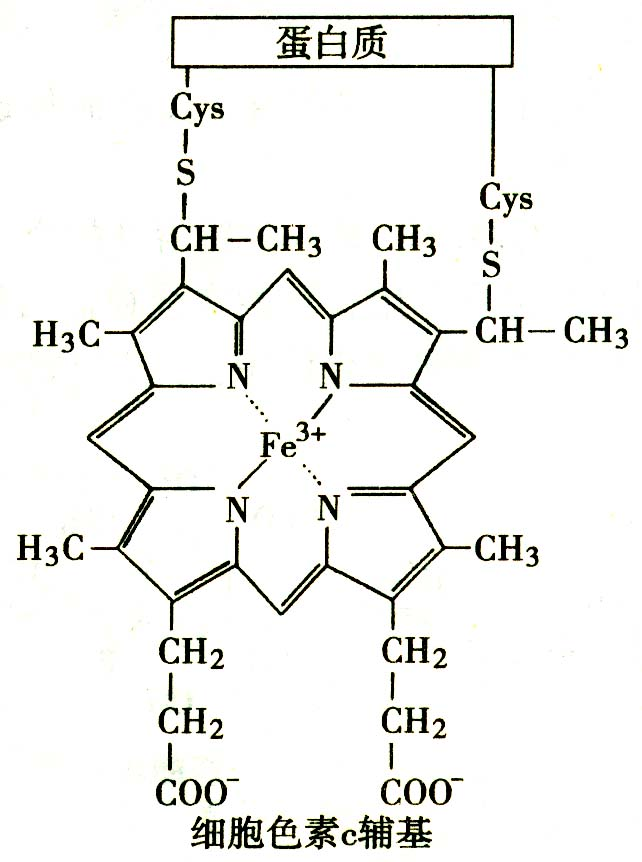 蛋白质
Cys
S
Cys
CH–CH3
CH3
S
H3C
CH–CH3
N
N
Fe3+
N
N
H3C
CH3
CH2
CH2
CH2
CH2
COO−
COO−
细胞色素c辅基